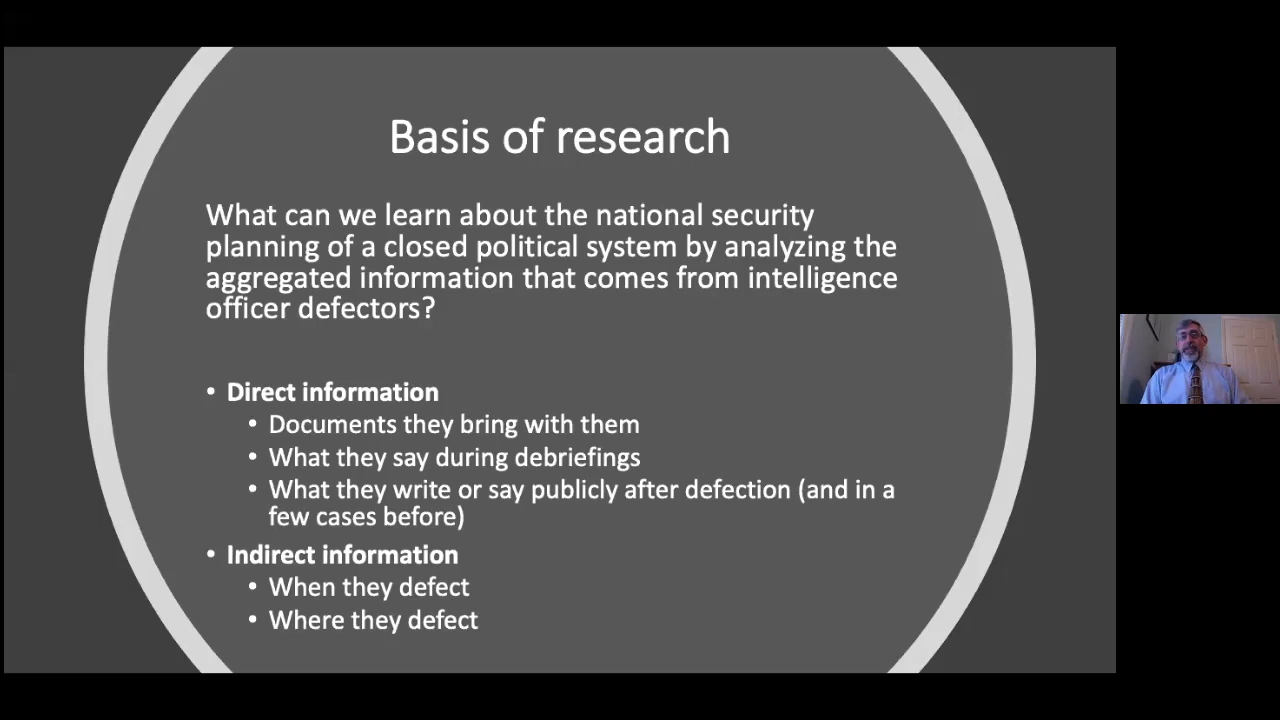 Basis of research
What can we learn about the national security
planning of a closed political system by analyzing the
aggregated information that comes from intelligence
officer defectors?
• Direct information
• Documents they bring with them
• What they say during debriefings
• What they write or say publicly after defection (and in a
few cases before)
• Indirect information
• When they defect
• Where they defect